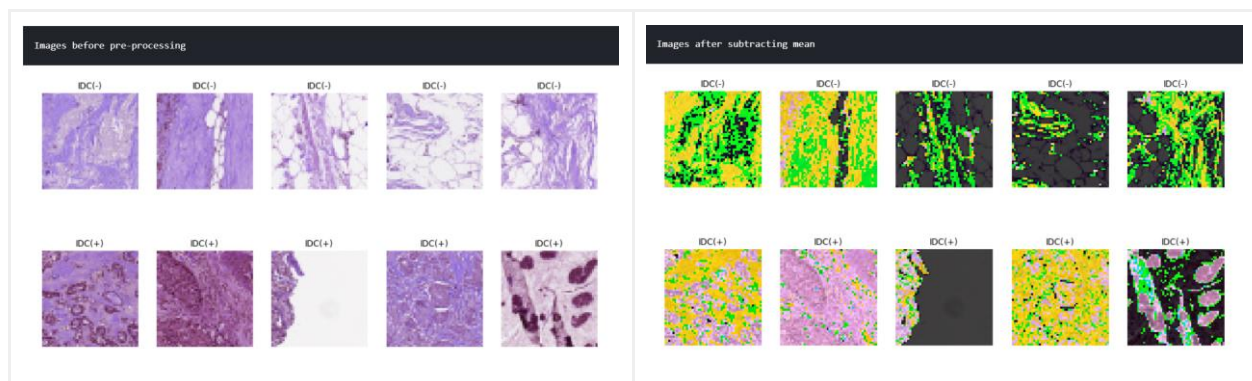 Images before pre-processing
IDC(-) IDC(-) IDC(-) IDC(-) IDC(-)
IDC(+) IDC(+) IDC(+) IDC(+) IDC(+)
Images after subtracting mean
IDC(-) IDC(-) IDC(-) IDC(-) IDC(-)
IDC(+) IDC(+) IDC(+) IDC(+) IDC(+)